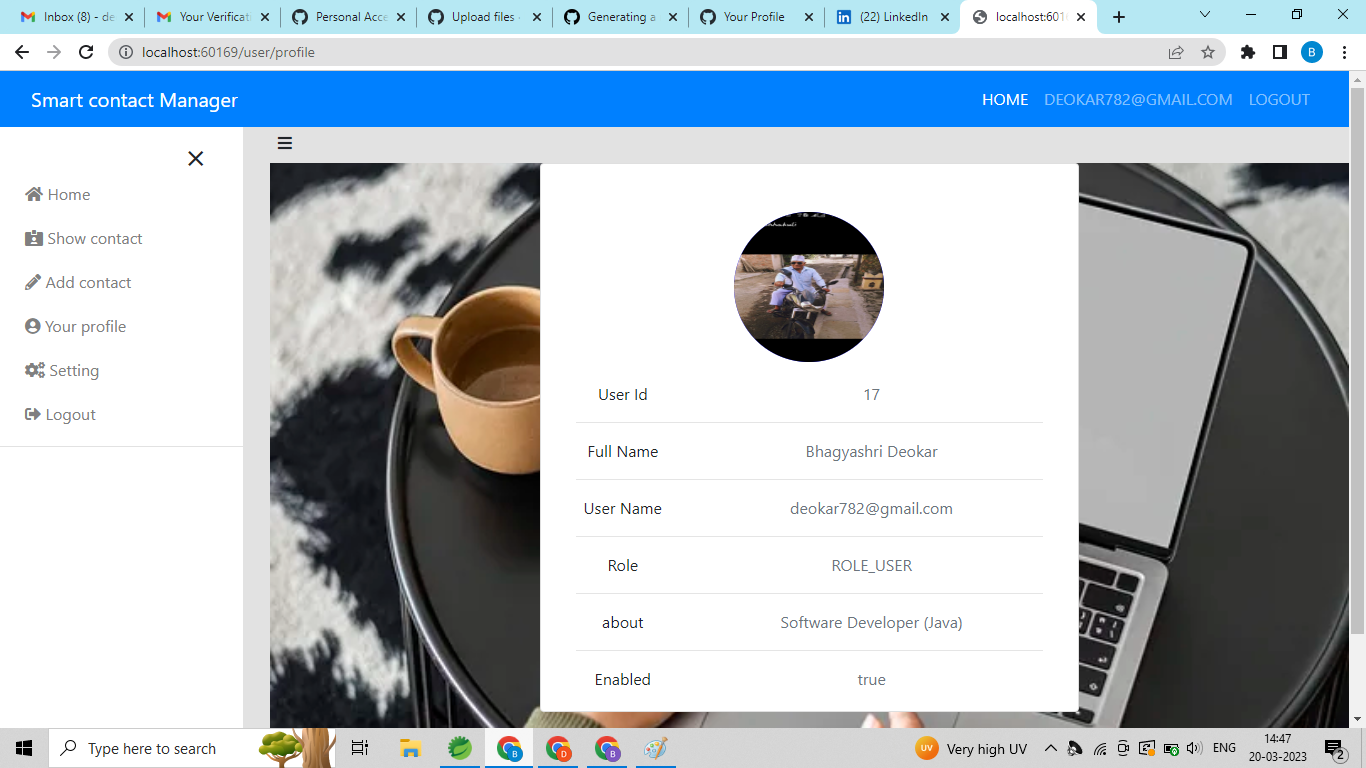 Inbox (8) - de
Your Verificat
Personal Acce
Upload files ·
Generating a
Your Profile
(22) LinkedIn
localhost:6016
localhost:60169/user/profile
B
Smart contact Manager
HOME
DEOKAR782@GMAIL.COM
LOGOUT
Home
Show contact
Add contact
Your profile
Setting
Logout
User Id 17
Full Name Bhagyashri Deokar
User Name deokar782@gmail.com
Role ROLE_USER
about Software Developer (Java)
Enabled true
Type here to search
B
D
B
UV
Very high UV
ENG
14:47
20-03-2023
2